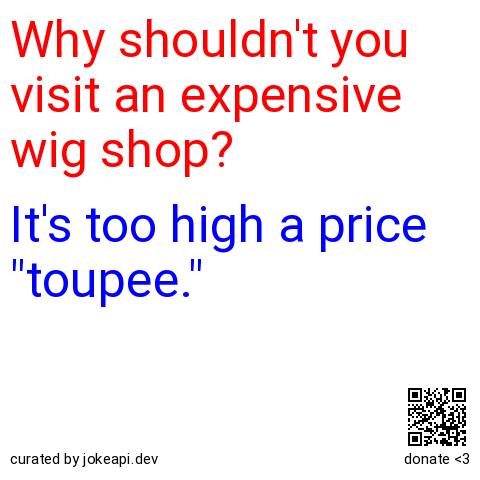 Why shouldn't you
visit an expensive
wig shop?
It's too high a price
"toupee."
curated by jokeapi.dev
donate <3